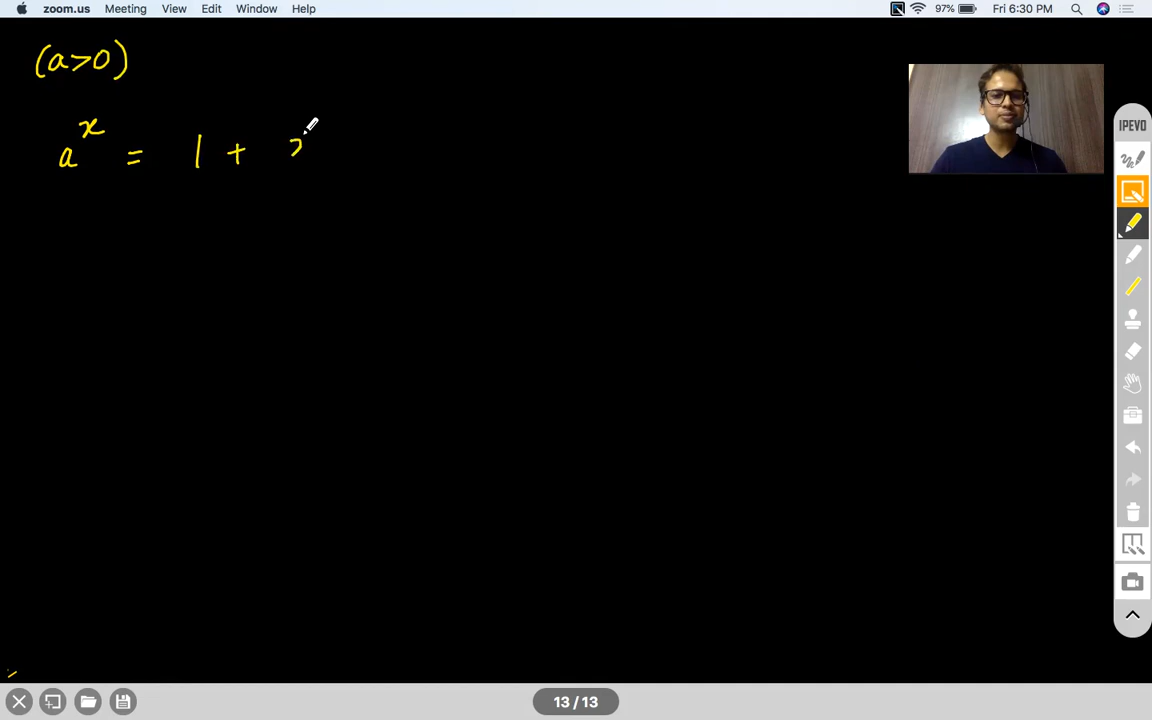 zoom.us Meeting View Edit Window Help 97% Fri 6:30 PM
(a>0)
IPEVO
a^x = 1 +
13 / 13